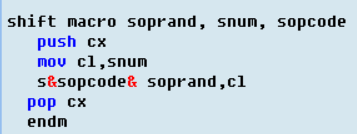 shift macro soprand, snum, sopcode
push cx
mov cl,snum
s&sopcode& soprand,cl
pop cx
endm